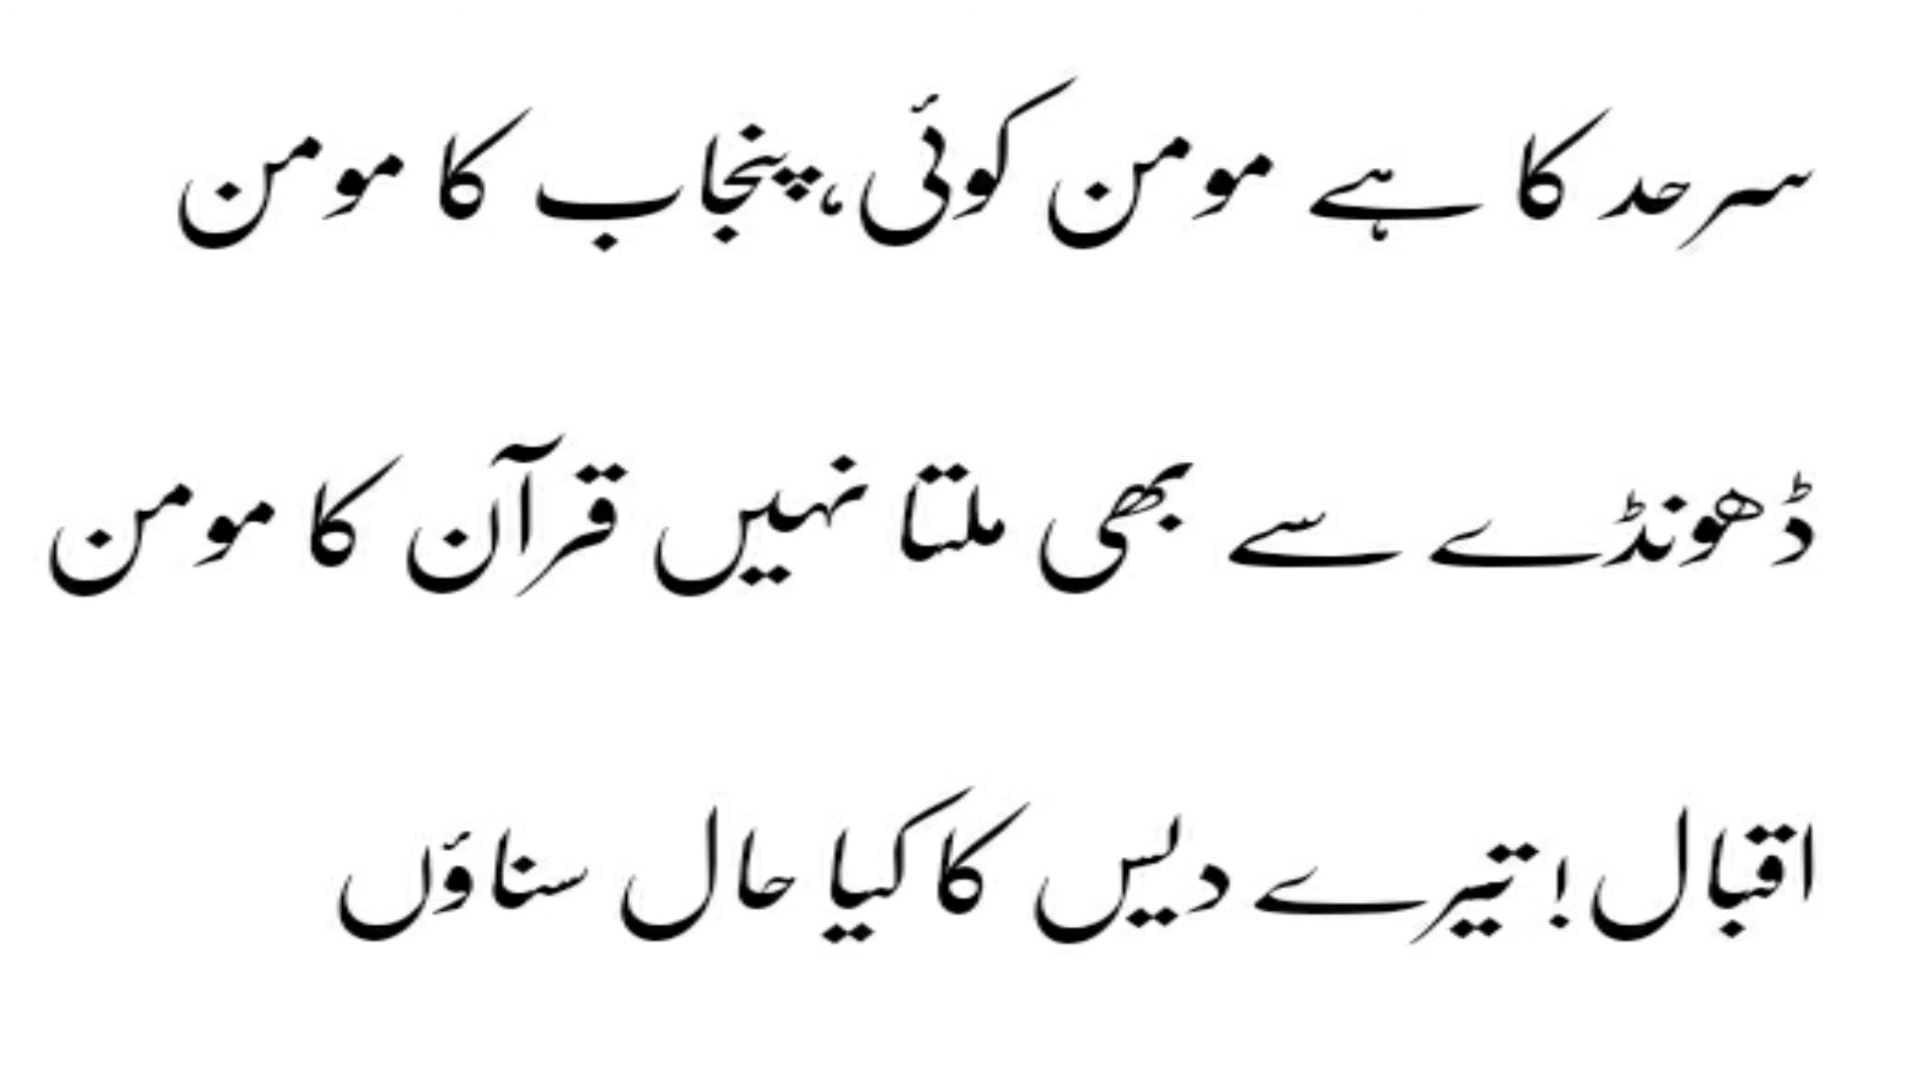 سرحد کا ہے مومن کوئی، پنجاب کا مومن
ڈھونڈے سے بھی ملتا نہیں قرآن کا مومن
اقبال! تیرے دیس کا کیا حال سناؤں